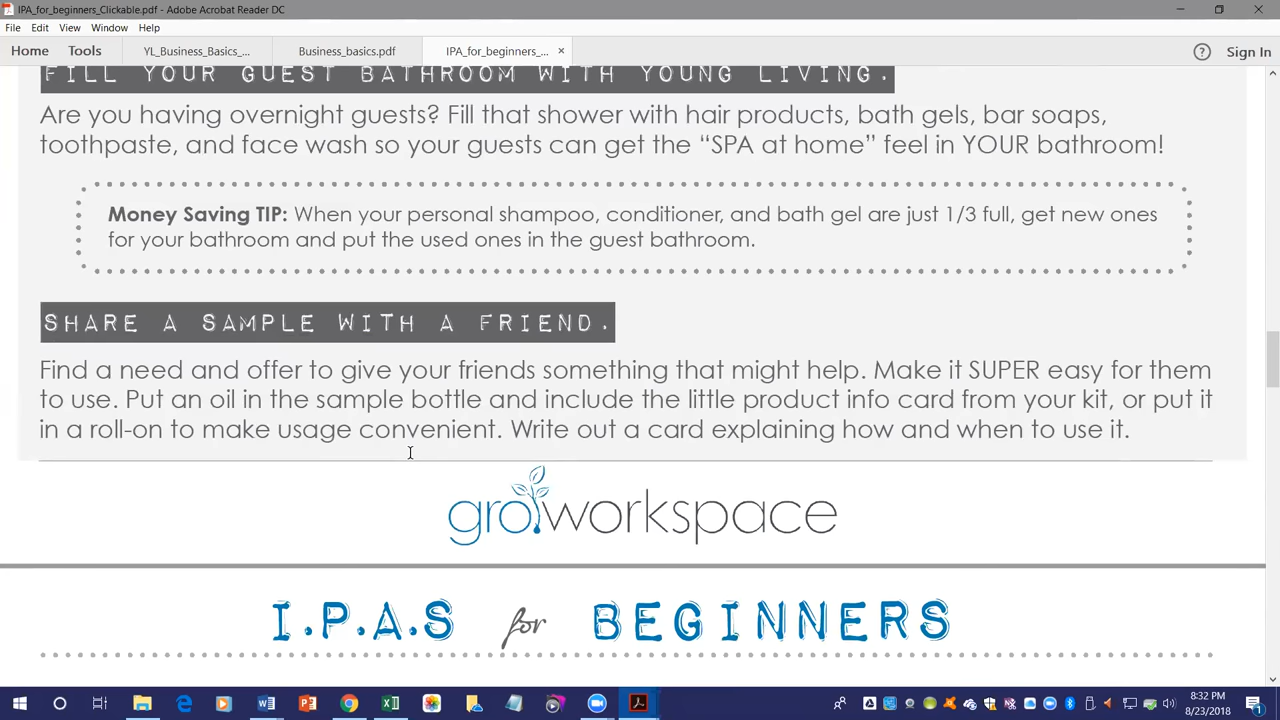 IPA_for_beginners_Clickable.pdf - Adobe Acrobat Reader DC
File Edit View Window Help
Home Tools YL_Business_Basics_... Business_basics.pdf IPA_for_beginners_... × ? Sign In
FILL YOUR GUEST BATHROOM WITH YOUNG LIVING.
Are you having overnight guests? Fill that shower with hair products, bath gels, bar soaps,
toothpaste, and face wash so your guests can get the “SPA at home” feel in YOUR bathroom!
Money Saving TIP: When your personal shampoo, conditioner, and bath gel are just 1/3 full, get new ones
for your bathroom and put the used ones in the guest bathroom.
SHARE A SAMPLE WITH A FRIEND.
Find a need and offer to give your friends something that might help. Make it SUPER easy for them
to use. Put an oil in the sample bottle and include the little product info card from your kit, or put it
in a roll-on to make usage convenient. Write out a card explaining how and when to use it.
groworkspace
I.P.A.S for BEGINNERS
8:32 PM
8/23/2018